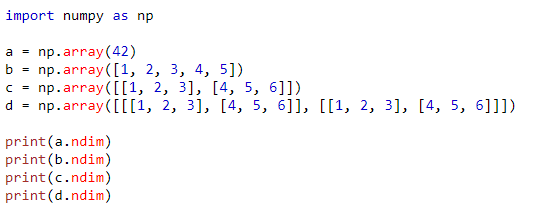 import numpy as np
a = np.array(42)
b = np.array([1, 2, 3, 4, 5])
c = np.array([[1, 2, 3], [4, 5, 6]])
d = np.array([[[1, 2, 3], [4, 5, 6]], [[1, 2, 3], [4, 5, 6]]])
print(a.ndim)
print(b.ndim)
print(c.ndim)
print(d.ndim)